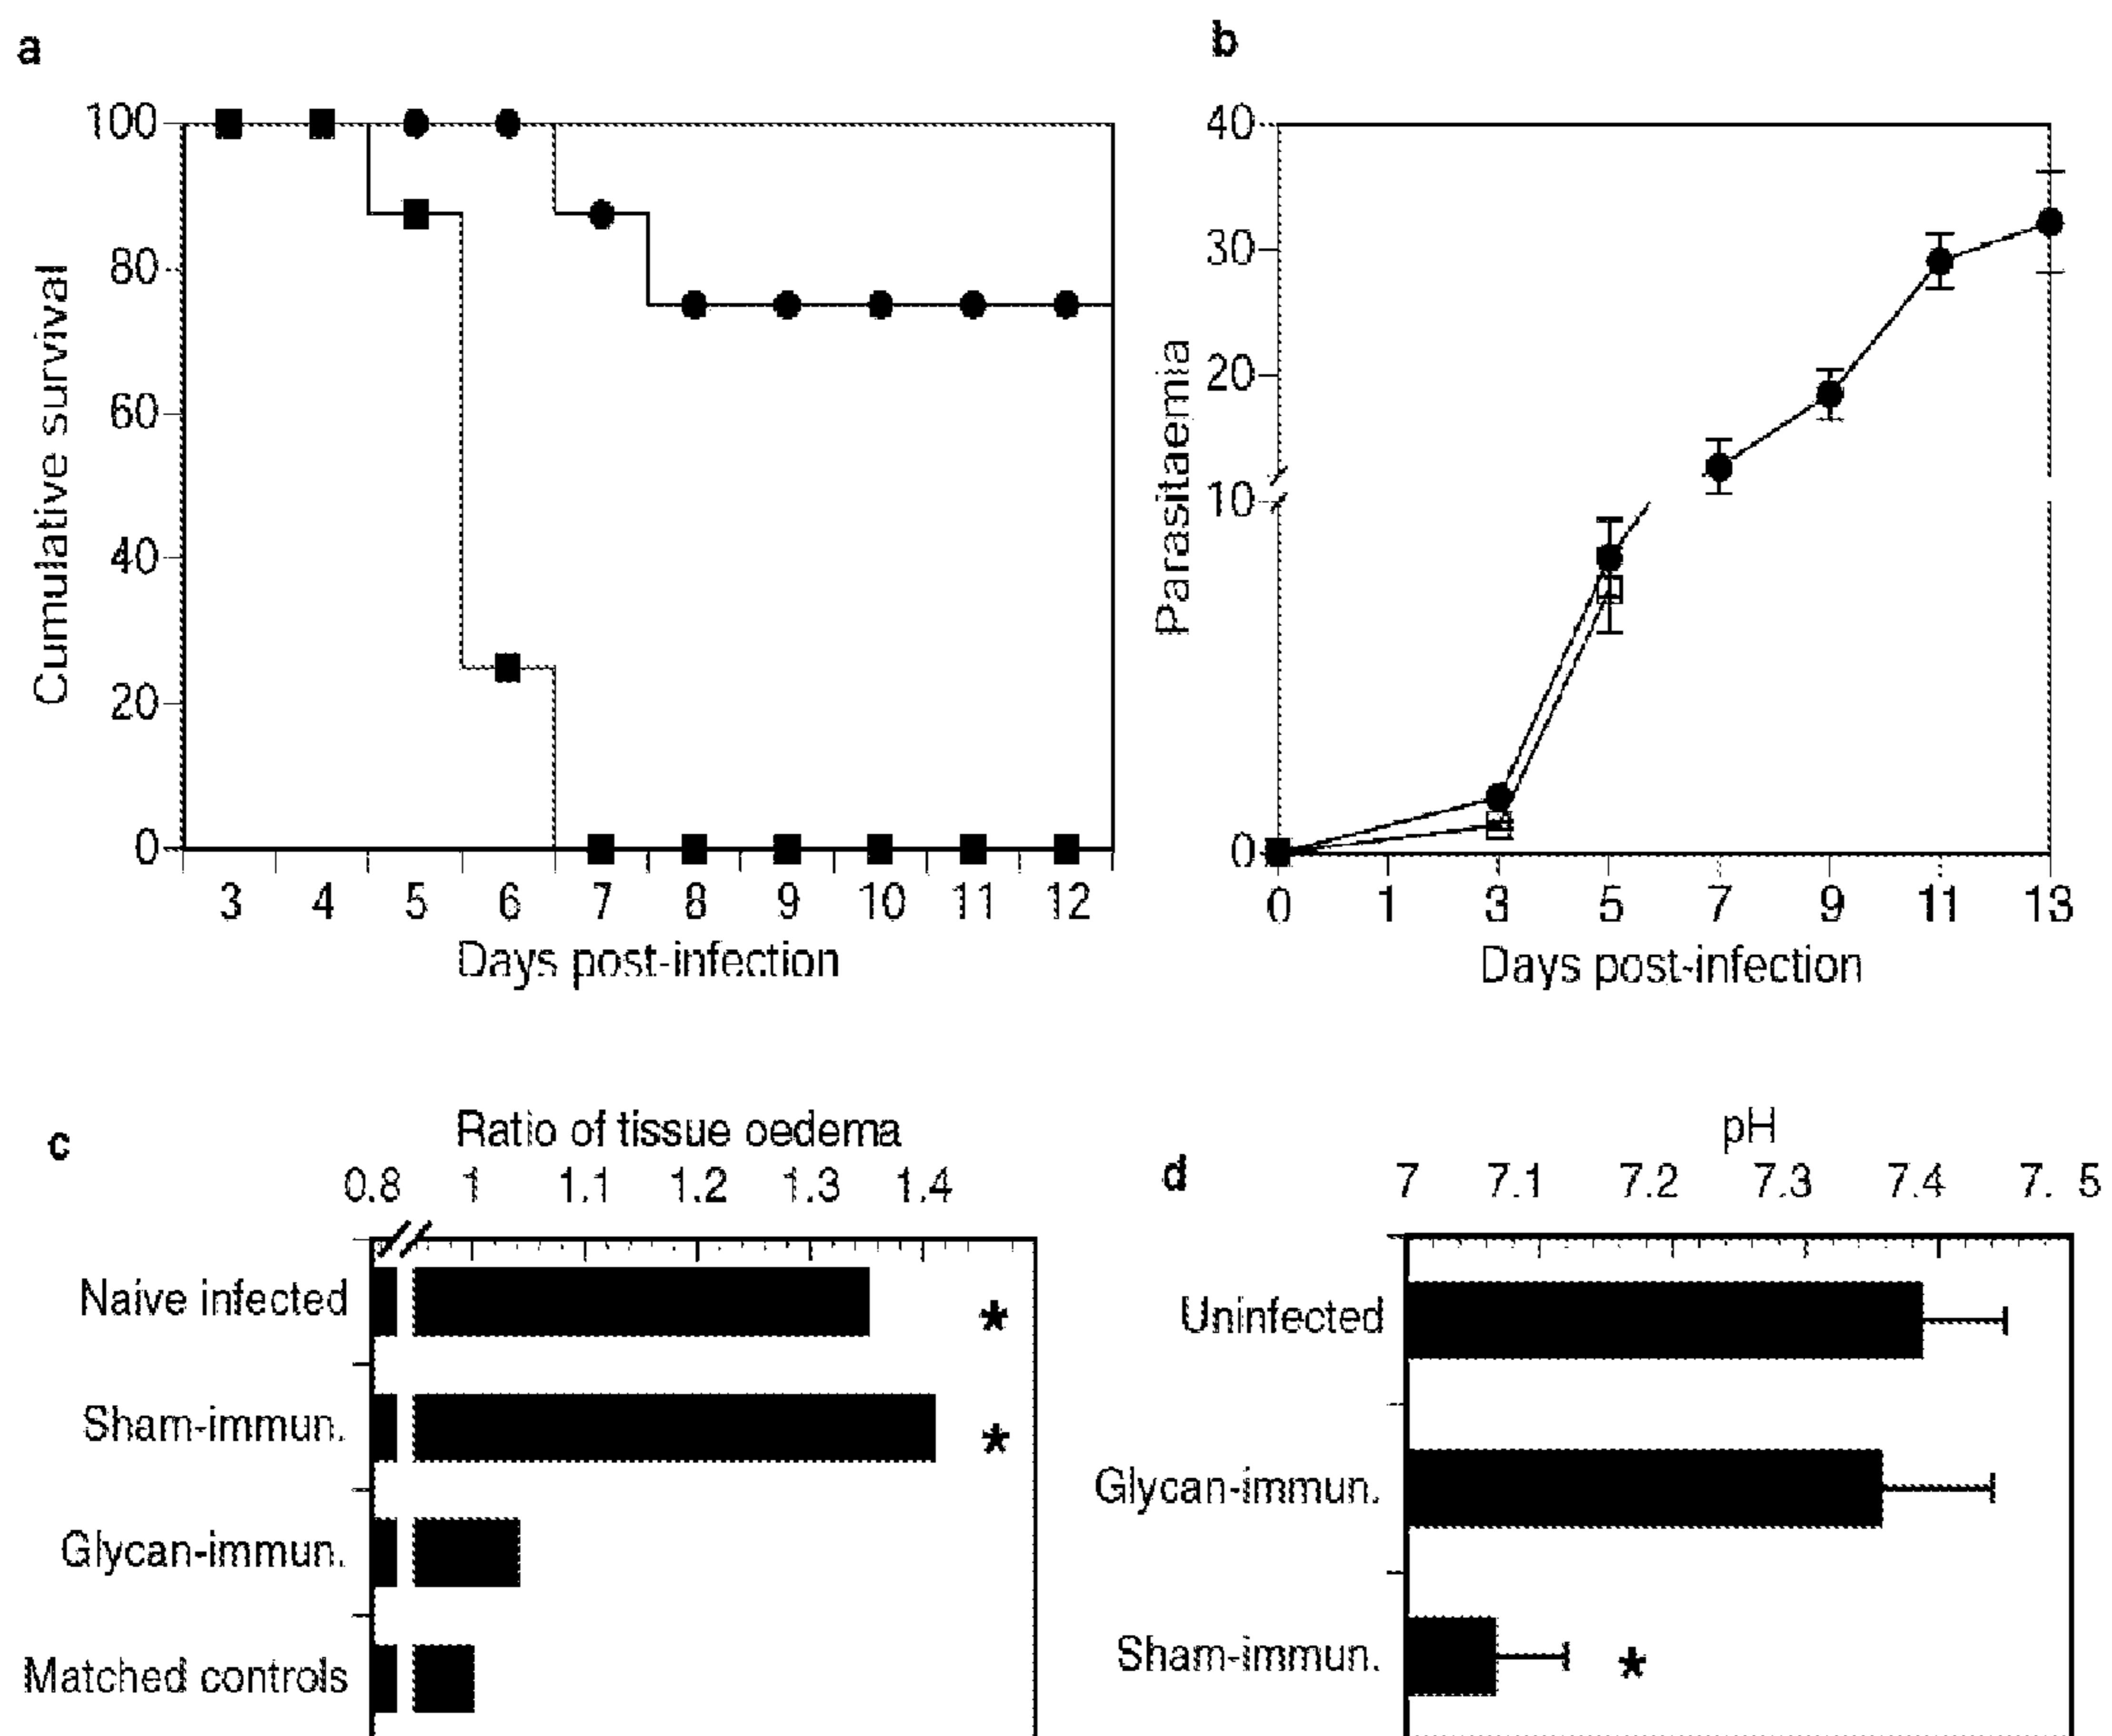 a
100
80
60
40
20
0
Cumulative survival
3 4 5 6 7 8 9 10 11 12
Days post-infection
b
40
30
20
10
0
Parasitaemia
0 1 3 5 7 9 11 13
Days post-infection
c
Ratio of tissue oedema
0.8 1 1.1 1.2 1.3 1.4
Naive infected *
Sham-immun. *
Glycan-immun.
Matched controls
d
pH
7 7.1 7.2 7.3 7.4 7. 5
Uninfected
Glycan-immun.
Sham-immun. *